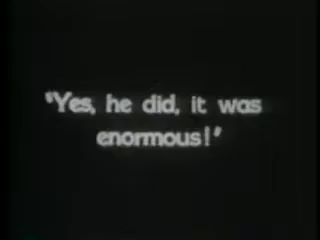 "Yes, he did, it was
enormous!"